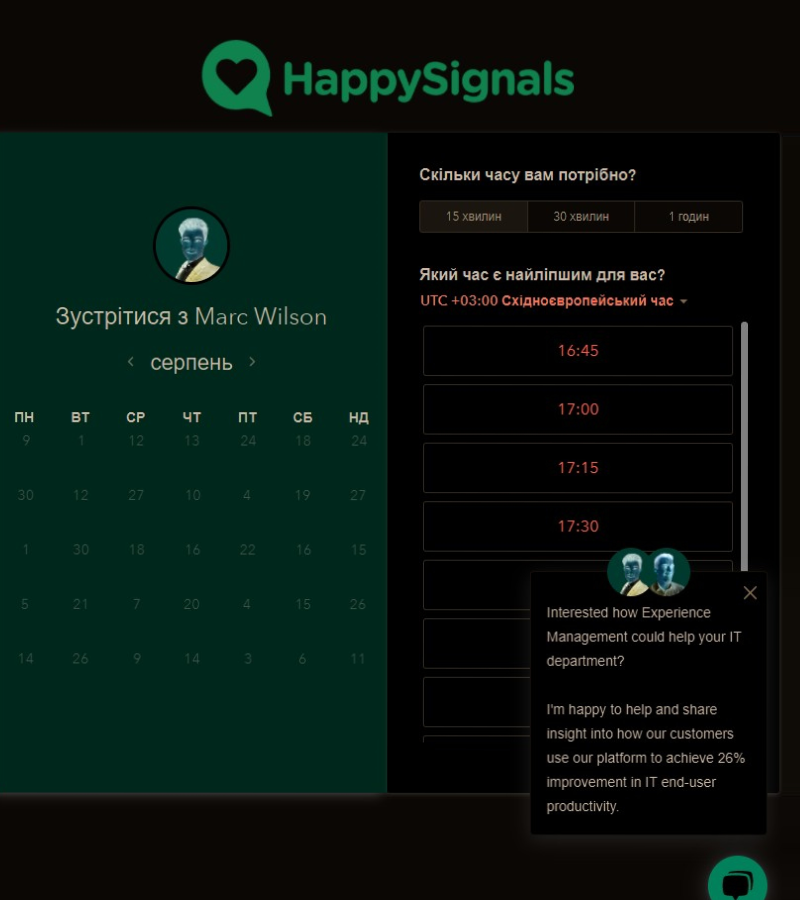 HappySignals
Зустрітися з Marc Wilson
серпень
ПН ВТ СР ЧТ ПТ СБ НД
9 1 12 13 24 18 24
30 12 27 10 4 19 27
1 30 18 16 22 16 15
5 21 7 20 4 15 26
14 26 9 14 3 6 11
Скільки часу вам потрібно?
15 хвилин 30 хвилин 1 годин
Який час є найліпшим для вас?
UTC +03:00 Східноєвропейський час
16:45
17:00
17:15
17:30
Interested how Experience
Management could help your IT
department?
I'm happy to help and share
insight into how our customers
use our platform to achieve 26%
improvement in IT end-user
productivity.